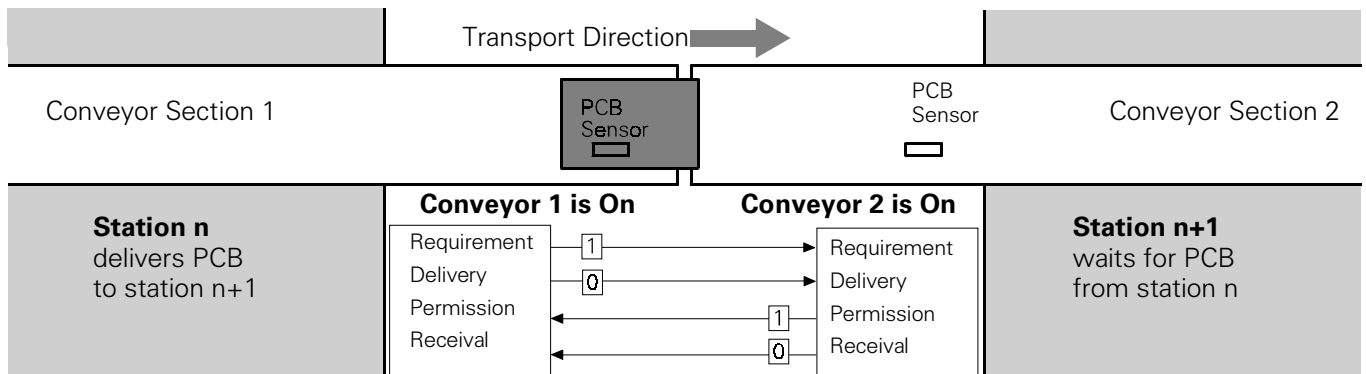 Transport Direction
Conveyor Section 1
PCB
Sensor
PCB
Sensor
Conveyor Section 2
Conveyor 1 is On
Conveyor 2 is On
Station n
delivers PCB
to station n+1
Requirement
Delivery
Permission
Receival
1
0
1
0
Requirement
Delivery
Permission
Receival
Station n+1
waits for PCB
from station n